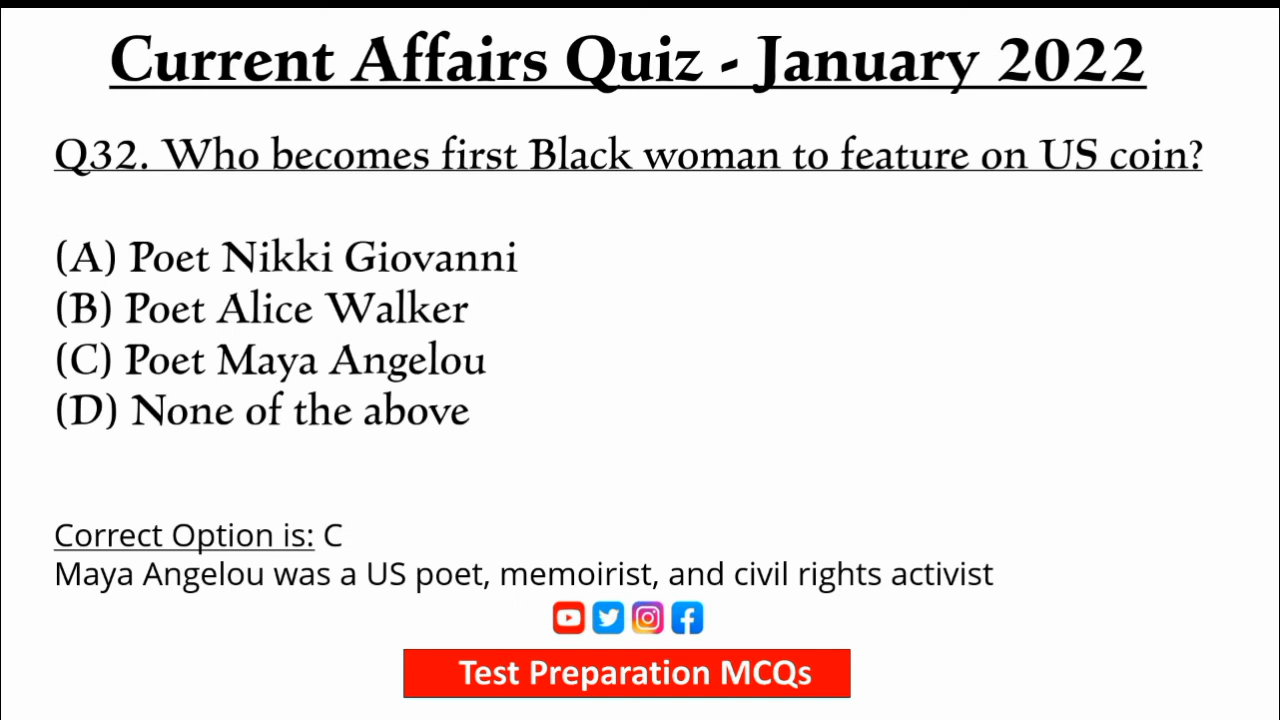 Current Affairs Quiz - January 2022
Q32. Who becomes first Black woman to feature on US coin?
(A) Poet Nikki Giovanni
(B) Poet Alice Walker
(C) Poet Maya Angelou
(D) None of the above
Correct Option is: C
Maya Angelou was a US poet, memoirist, and civil rights activist
Test Preparation MCQs